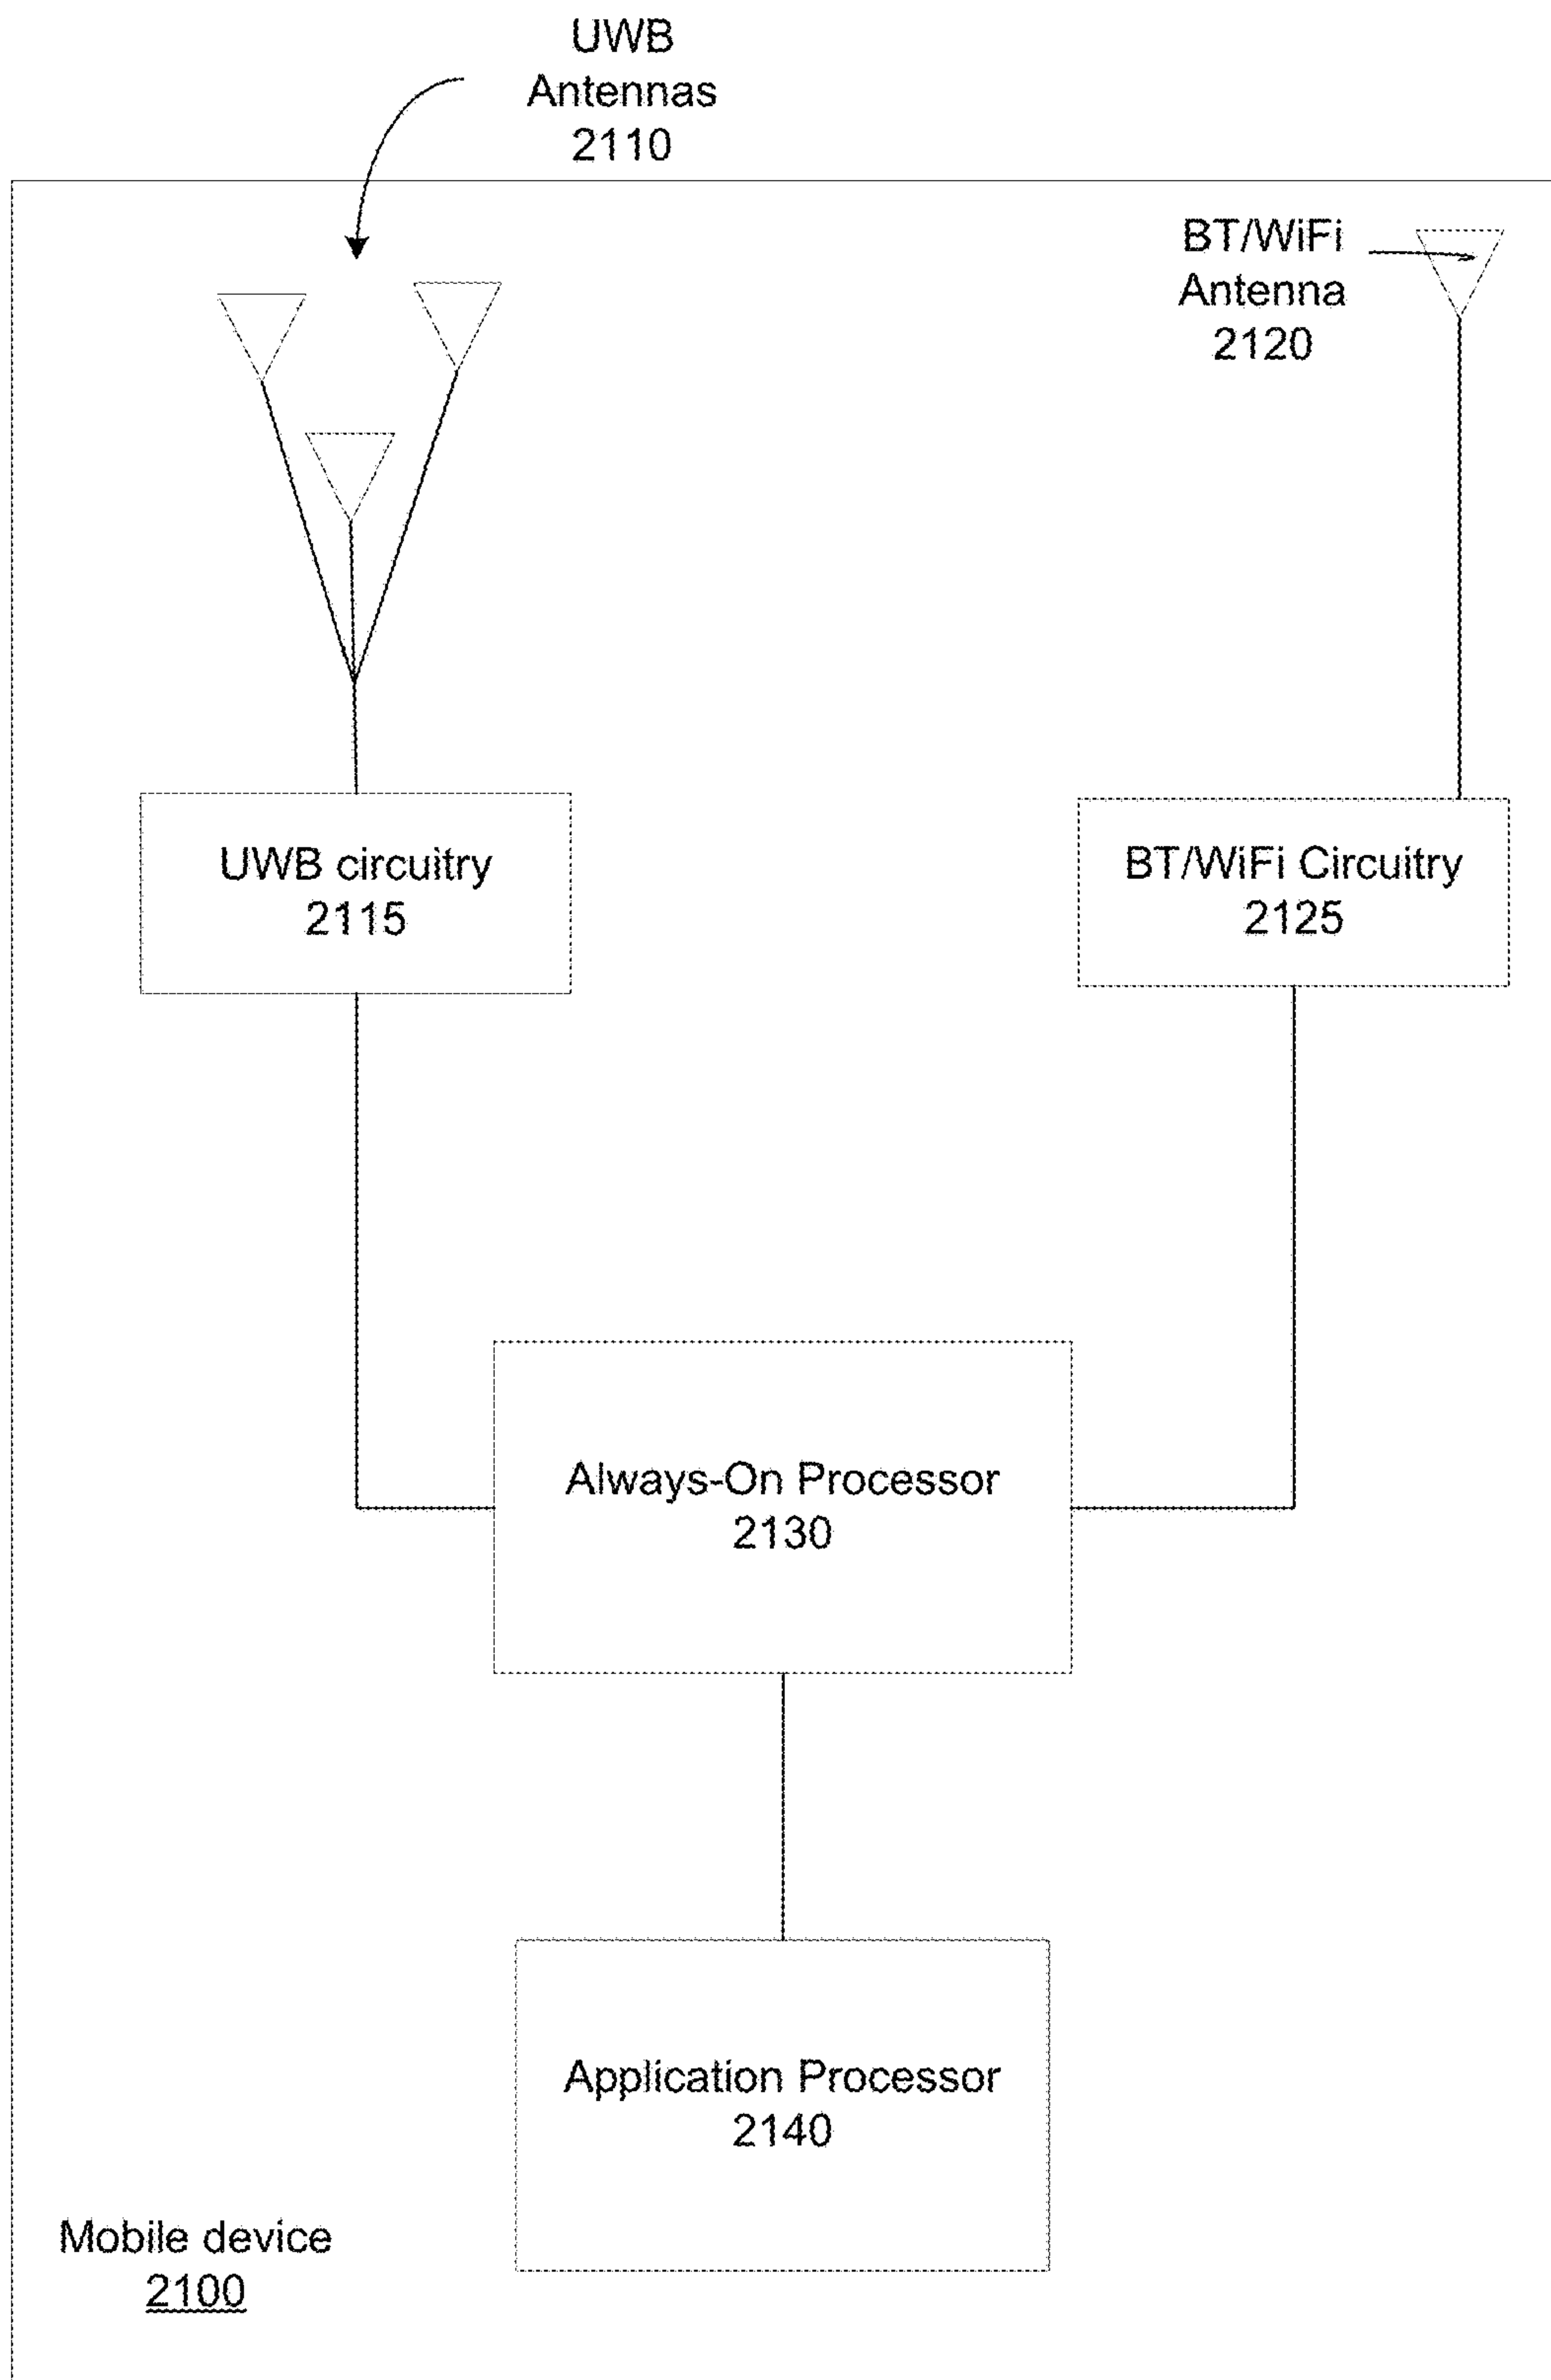 UWB
Antennas
2110
BT/WiFi
Antenna
2120
UWB circuitry
2115
BT/WiFi Circuitry
2125
Always-On Processor
2130
Application Processor
2140
Mobile device
2100